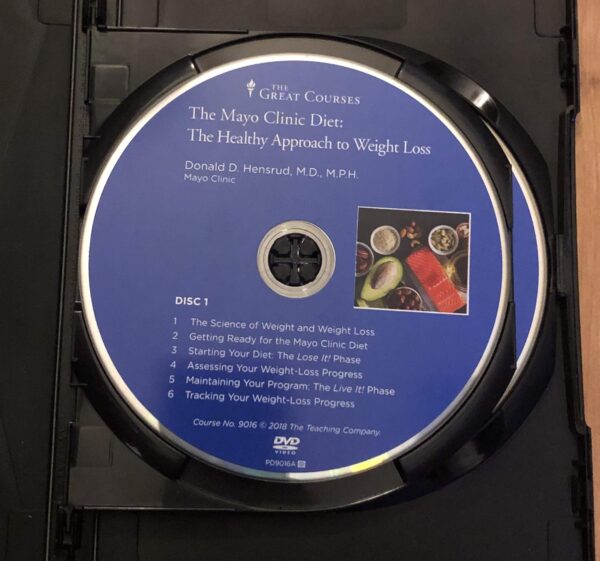 THE
GREAT COURSES
The Mayo Clinic Diet:
The Healthy Approach to Weight Loss
Donald D. Hensrud, M.D., M.P.H.
Mayo Clinic
DISC 1
1 The Science of Weight and Weight Loss
2 Getting Ready for the Mayo Clinic Diet
3 Starting Your Diet: The Lose It! Phase
4 Assessing Your Weight-Loss Progress
5 Maintaining Your Program: The Live It! Phase
6 Tracking Your Weight-Loss Progress
Course No. 9016 © 2018 The Teaching Company.
DVD
VIDEO
PD9016A